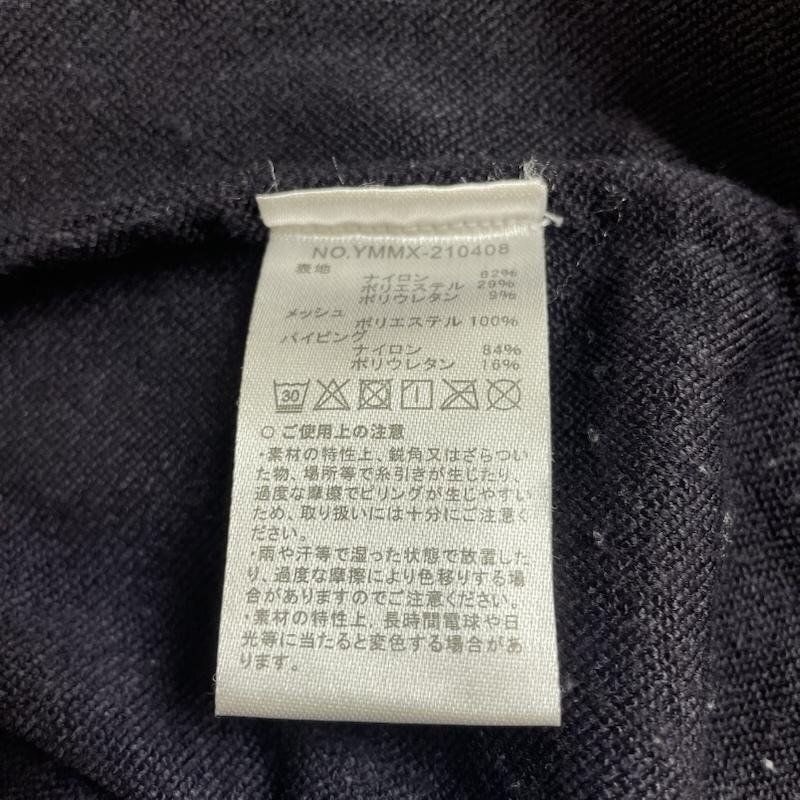 NO.YMMX-210408
表地
ナイロン 62%
ポリエステル 29%
ポリウレタン 9%
メッシュ
ポリエステル 100%
パイピング
ナイロン 84%
ポリウレタン 16%
30
○ ご使用上の注意
・素材の特性上、鋭角又はざらつい
た物、場所等で糸引きが生じたり、
過度な摩擦でピリングが生じやすい
ため、取り扱いには十分にご注意く
ださい。
・雨や汗等で湿った状態で放置した
り、過度な摩擦により色移りする場
合がありますのでご注意ください。
・素材の特性上、長時間電球や日
光等に当たると変色する場合があ
ります。